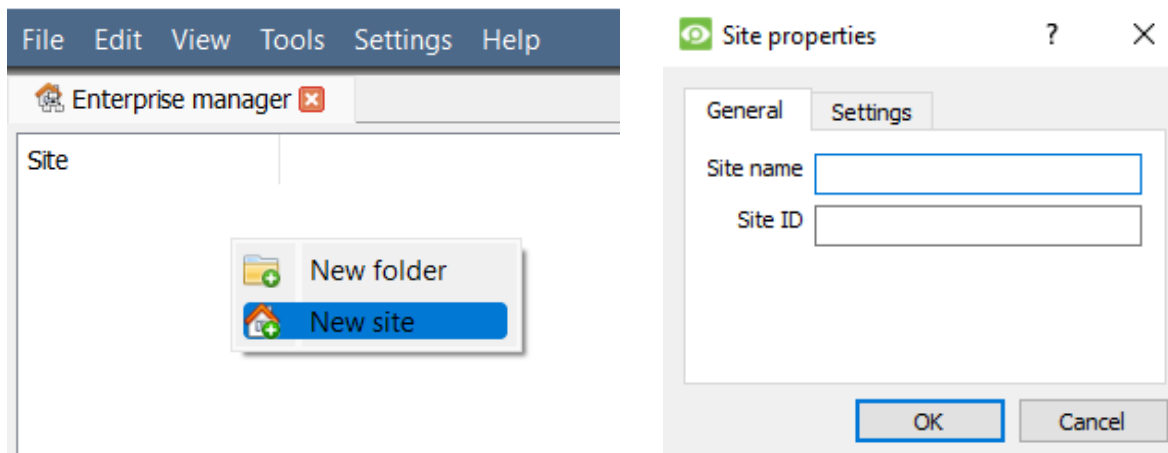 File Edit View Tools Settings Help
Enterprise manager
Site
New folder
New site
Site properties
General Settings
Site name
Site ID
OK Cancel